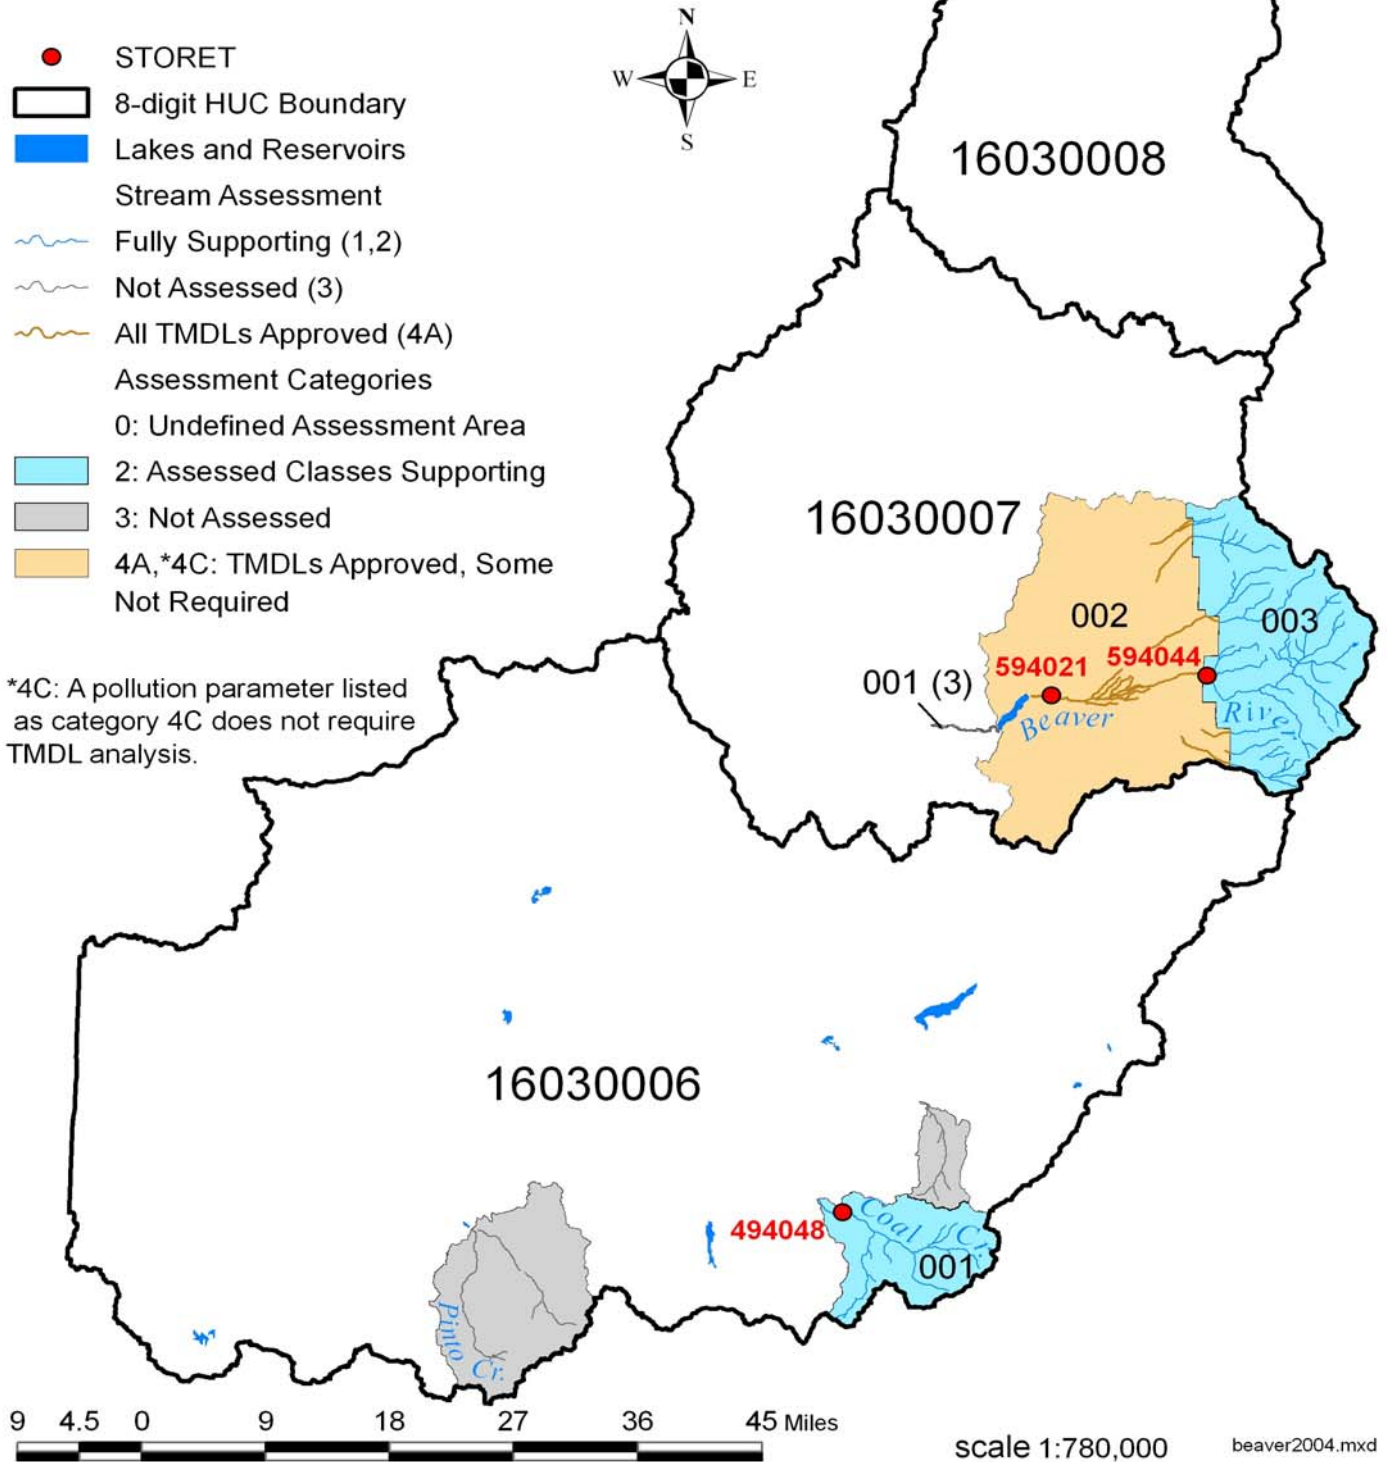 STORET
8-digit HUC Boundary
Lakes and Reservoirs
Stream Assessment
Fully Supporting (1,2)
Not Assessed (3)
All TMDLs Approved (4A)
Assessment Categories
0: Undefined Assessment Area
2: Assessed Classes Supporting
3: Not Assessed
4A,*4C: TMDLs Approved, Some
Not Required
*4C: A pollution parameter listed
as category 4C does not require
TMDL analysis.
N
W E
S
16030008
16030007
002
003
594021
594044
001 (3)
Beaver
River
16030006
494048
Coal
Cr.
001
Pinto
Cr.
9 4.5 0 9 18 27 36 45 Miles
scale 1:780,000
beaver2004.mxd